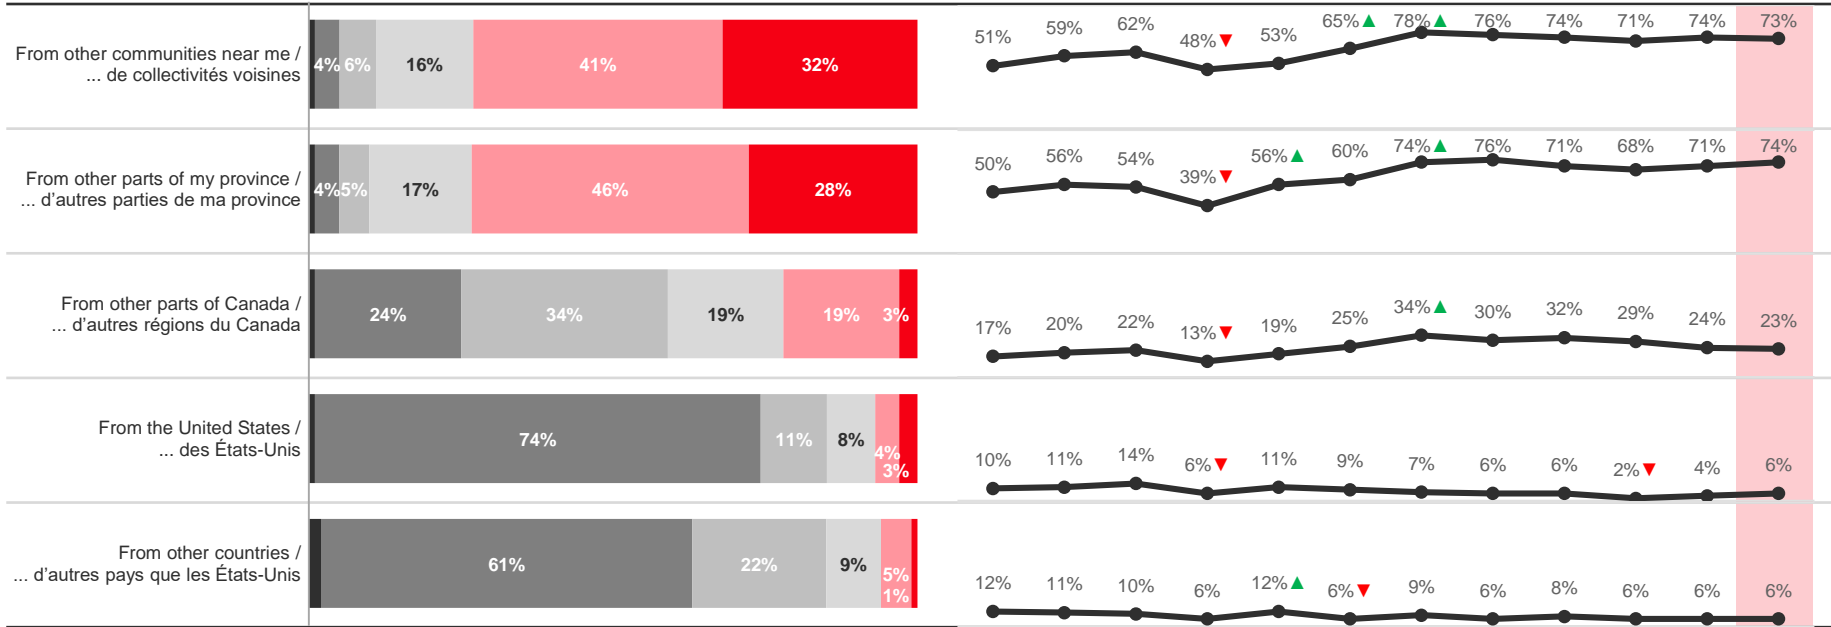 From other communities near me /
... de collectivités voisines
4% 6% 16% 41% 32%
51% 59% 62% 48%▼ 53% 65%▲ 78%▲ 76% 74% 71% 74% 73%
From other parts of my province /
... d'autres parties de ma province
4% 5% 17% 46% 28%
50% 56% 54% 39%▼ 56%▲ 60% 74%▲ 76% 71% 68% 71% 74%
From other parts of Canada /
... d'autres régions du Canada
24% 34% 19% 19% 3%
17% 20% 22% 13%▼ 19% 25% 34%▲ 30% 32% 29% 24% 23%
From the United States /
... des États-Unis
74% 11% 8% 4% 3%
10% 11% 14% 6%▼ 11% 9% 7% 6% 6% 2%▼ 4% 6%
From other countries /
... d'autres pays que les États-Unis
61% 22% 9% 5% 1%
12% 11% 10% 6% 12%▲ 6%▼ 9% 6% 8% 6% 6% 6%